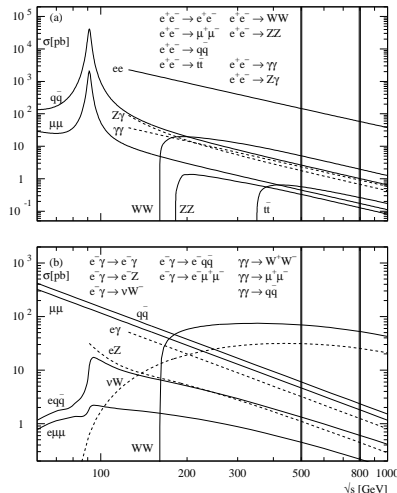 10⁵
(a) e⁺e⁻→e⁺e⁻ e⁺e⁻→WW
σ[pb] e⁺e⁻→μ⁺μ⁻ e⁺e⁻→ZZ
10⁴
e⁺e⁻→qq̄
e⁺e⁻→tt̄ e⁺e⁻→γγ
10³
e⁺e⁻→Zγ
ee
qq̄
10²
Zγ
μμ
γγ
10
1
10⁻¹
WW ZZ tt̄
(b) e⁻γ→e⁻γ e⁻γ→e⁻qq̄ γγ→W⁺W⁻
σ[pb] e⁻γ→e⁻Z e⁻γ→e⁻μ⁺μ⁻ γγ→μ⁺μ⁻
10³
e⁻γ→νW⁻ γγ→qq̄
qq̄
μμ
eγ
10²
eZ
νW
10
eqq̄
eμμ
1
WW
100 200 300 500 800 1000
√s [GeV]